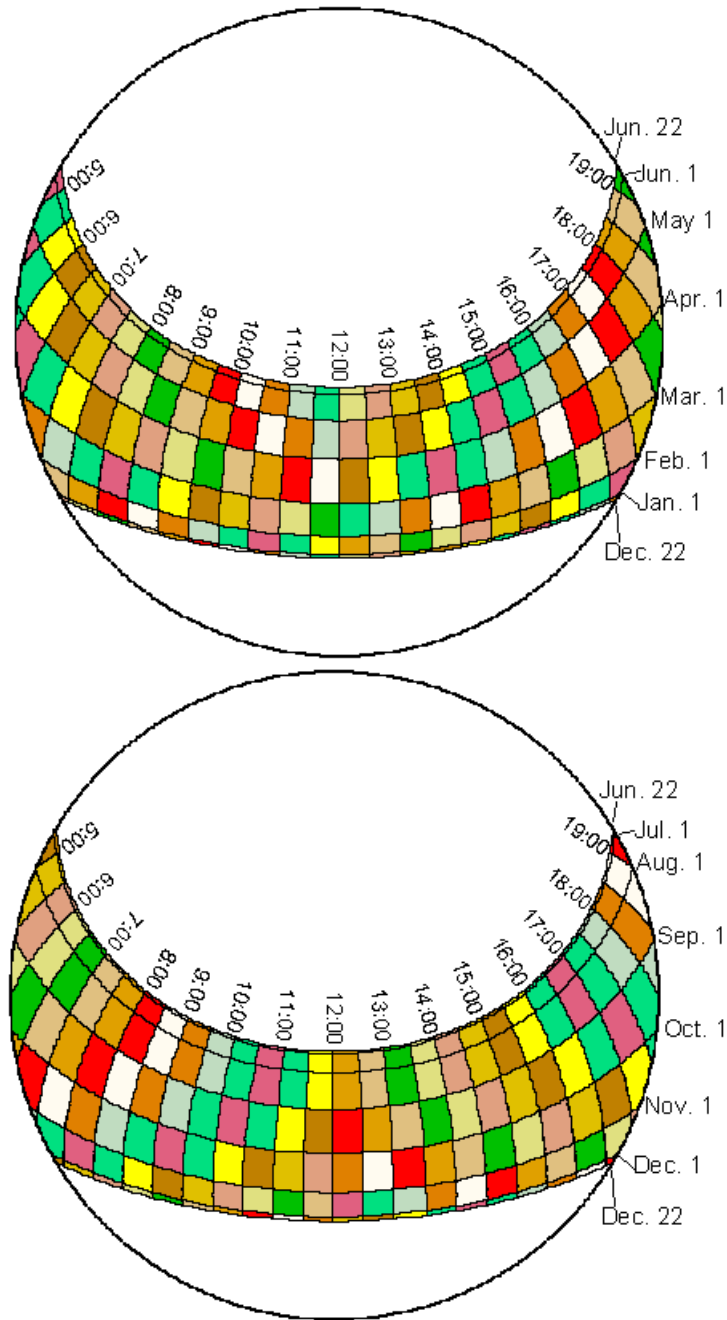 Jun. 22
Jun. 1
May 1
Apr. 1
Mar. 1
Feb. 1
Jan. 1
Dec. 22
5:00
6:00
7:00
8:00
9:00
10:00
11:00
12:00
13:00
14:00
15:00
16:00
17:00
18:00
19:00
Jun. 22
Jul. 1
Aug. 1
Sep. 1
Oct. 1
Nov. 1
Dec. 1
Dec. 22
5:00
6:00
7:00
8:00
9:00
10:00
11:00
12:00
13:00
14:00
15:00
16:00
17:00
18:00
19:00